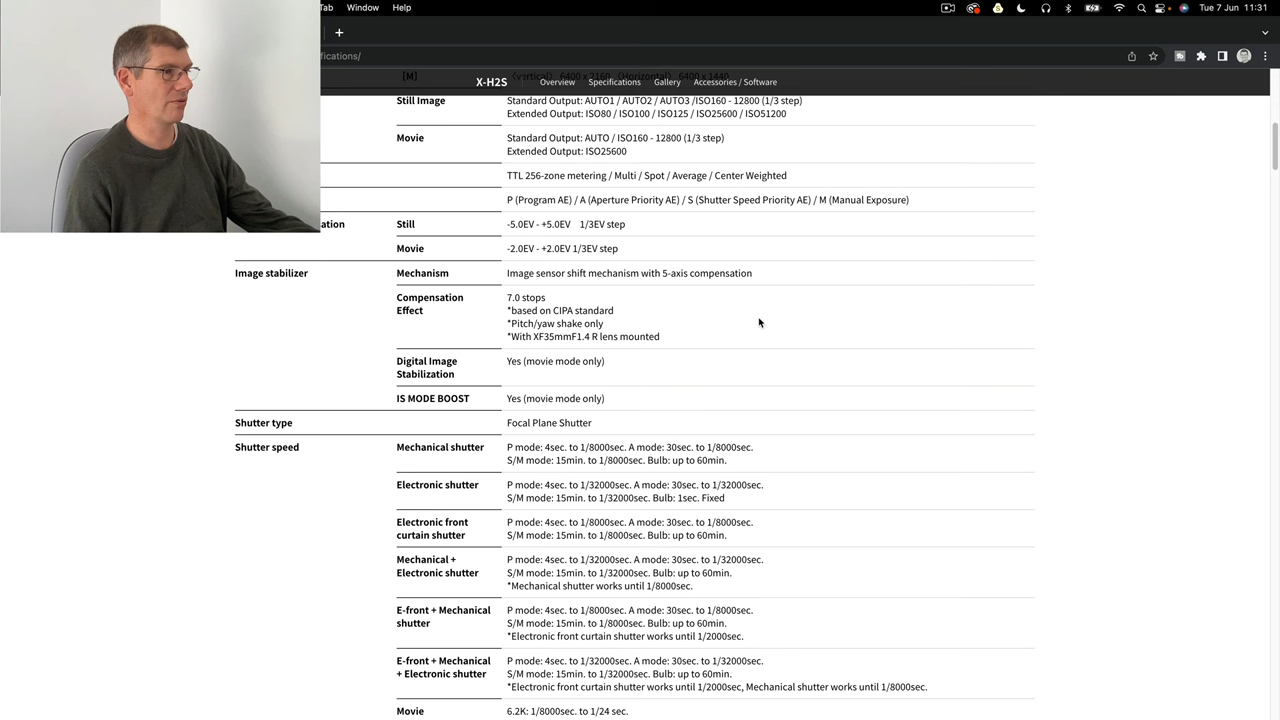 Tab Window Help Tue 7 Jun 11:31
fications/
X-H2S Overview Specifications Gallery Accessories / Software
[M] (Vertical) 6400 x 2160 (Horizontal) 6400 x 1440
Still Image Standard Output: AUTO1 / AUTO2 / AUTO3 /ISO160 - 12800 (1/3 step)
Extended Output: ISO80 / ISO100 / ISO125 / ISO25600 / ISO51200
Movie Standard Output: AUTO / ISO160 - 12800 (1/3 step)
Extended Output: ISO25600
TTL 256-zone metering / Multi / Spot / Average / Center Weighted
P (Program AE) / A (Aperture Priority AE) / S (Shutter Speed Priority AE) / M (Manual Exposure)
ation Still -5.0EV - +5.0EV 1/3EV step
Movie -2.0EV - +2.0EV 1/3EV step
Image stabilizer Mechanism Image sensor shift mechanism with 5-axis compensation
Compensation 7.0 stops
Effect *based on CIPA standard
*Pitch/yaw shake only
*With XF35mmF1.4 R lens mounted
Digital Image Yes (movie mode only)
Stabilization
IS MODE BOOST Yes (movie mode only)
Shutter type Focal Plane Shutter
Shutter speed Mechanical shutter P mode: 4sec. to 1/8000sec. A mode: 30sec. to 1/8000sec.
S/M mode: 15min. to 1/8000sec. Bulb: up to 60min.
Electronic shutter P mode: 4sec. to 1/32000sec. A mode: 30sec. to 1/32000sec.
S/M mode: 15min. to 1/32000sec. Bulb: 1sec. Fixed
Electronic front P mode: 4sec. to 1/8000sec. A mode: 30sec. to 1/8000sec.
curtain shutter S/M mode: 15min. to 1/8000sec. Bulb: up to 60min.
Mechanical + P mode: 4sec. to 1/32000sec. A mode: 30sec. to 1/32000sec.
Electronic shutter S/M mode: 15min. to 1/32000sec. Bulb: up to 60min.
*Mechanical shutter works until 1/8000sec.
E-front + Mechanical P mode: 4sec. to 1/8000sec. A mode: 30sec. to 1/8000sec.
shutter S/M mode: 15min. to 1/8000sec. Bulb: up to 60min.
*Electronic front curtain shutter works until 1/2000sec.
E-front + Mechanical P mode: 4sec. to 1/32000sec. A mode: 30sec. to 1/32000sec.
+ Electronic shutter S/M mode: 15min. to 1/32000sec. Bulb: up to 60min.
*Electronic front curtain shutter works until 1/2000sec, Mechanical shutter works until 1/8000sec.
Movie 6.2K: 1/8000sec. to 1/24 sec.